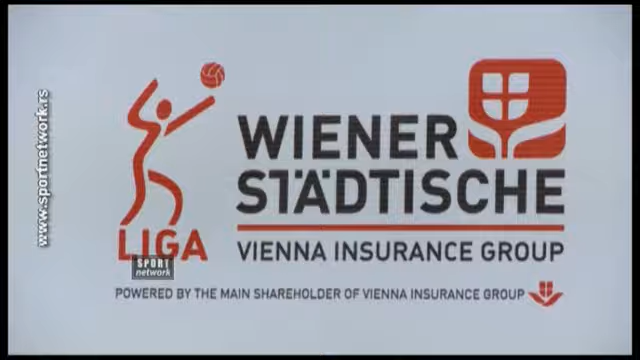 www.sportnetwork.rs
WIENER
STÄDTISCHE
LIGA
VIENNA INSURANCE GROUP
SPORT
network
POWERED BY THE MAIN SHAREHOLDER OF VIENNA INSURANCE GROUP